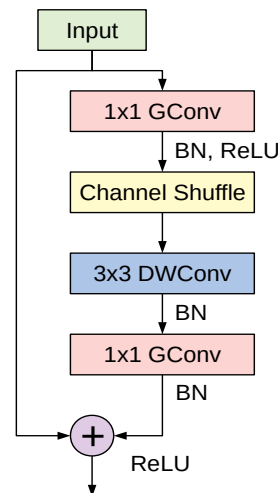 Input
1x1 GConv
BN, ReLU
Channel Shuffle
3x3 DWConv
BN
1x1 GConv
BN
+
ReLU